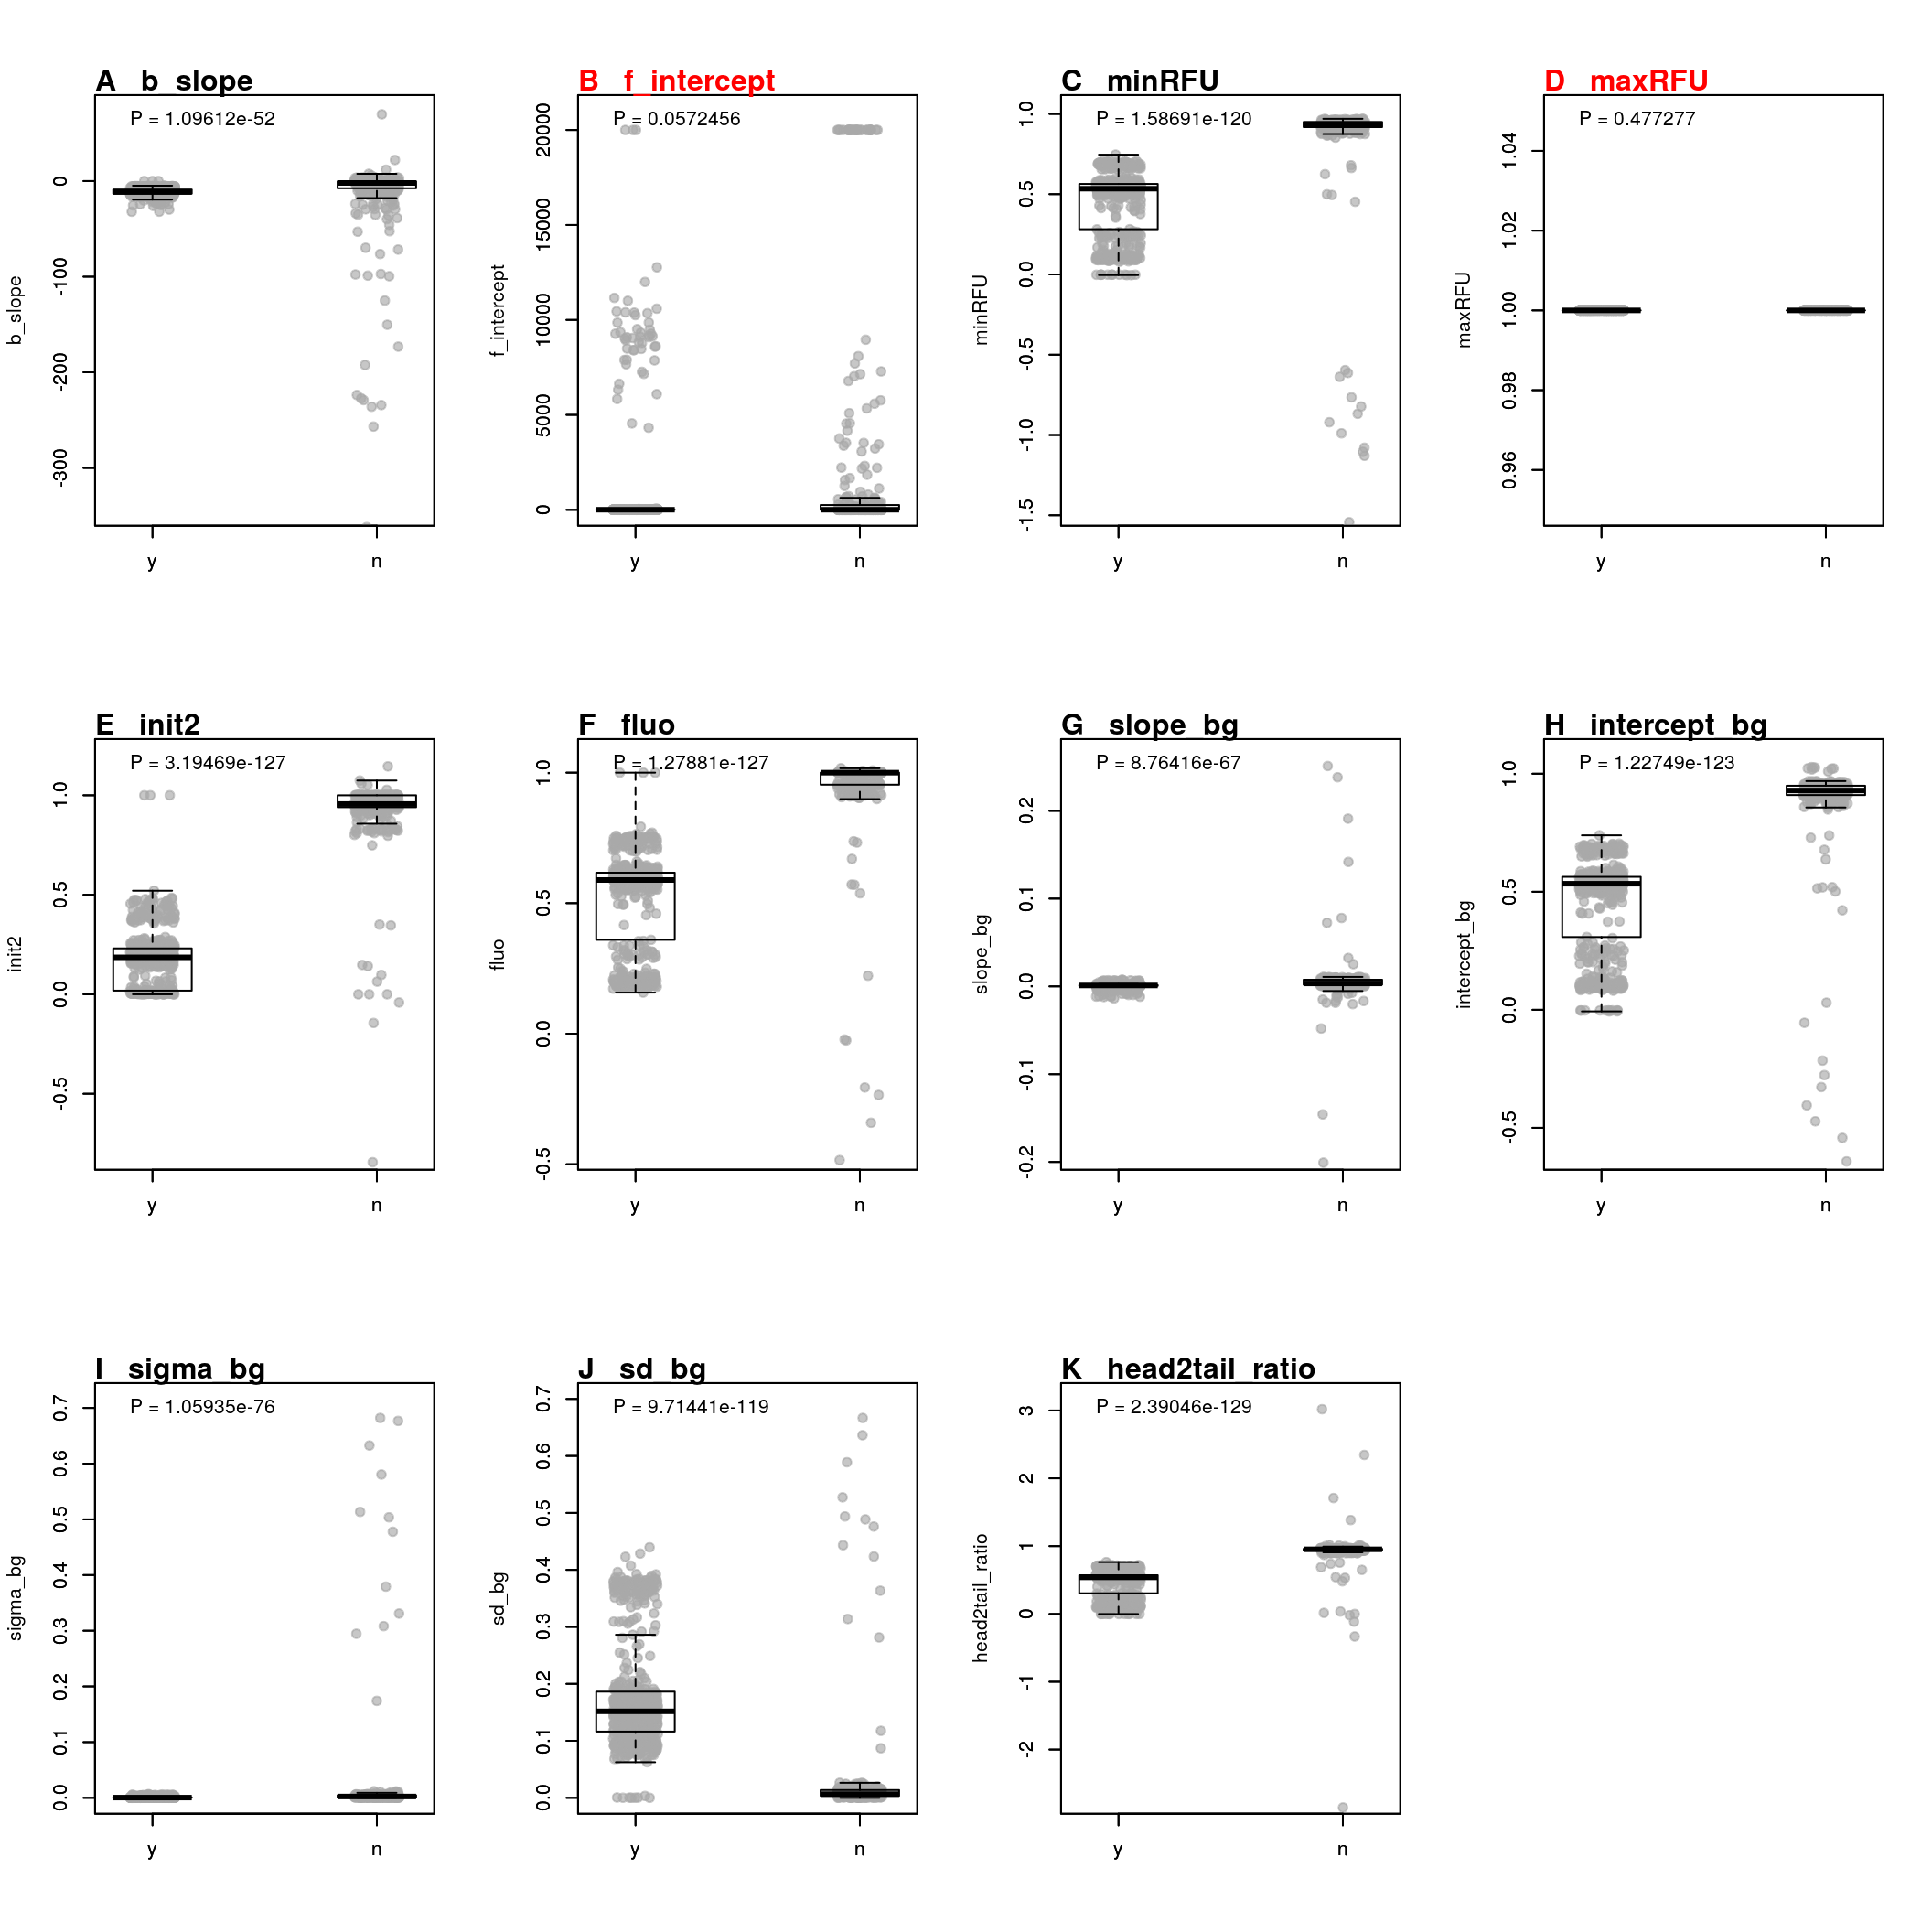 A b_slope
P = 1.09612e-52
b_slope
0
-100
-200
-300
y n
B f_intercept
P = 0.0572456
f_intercept
20000
15000
10000
5000
0
y n
C minRFU
P = 1.58691e-120
minRFU
1.0
0.5
0.0
-0.5
-1.0
-1.5
y n
D maxRFU
P = 0.477277
maxRFU
1.04
1.02
1.00
0.98
0.96
y n
E init2
P = 3.19469e-127
init2
1.0
0.5
0.0
-0.5
y n
F fluo
P = 1.27881e-127
fluo
1.0
0.5
0.0
-0.5
y n
G slope_bg
P = 8.76416e-67
slope_bg
0.2
0.1
0.0
-0.1
-0.2
y n
H intercept_bg
P = 1.22749e-123
intercept_bg
1.0
0.5
0.0
-0.5
y n
I sigma_bg
P = 1.05935e-76
sigma_bg
0.7
0.6
0.5
0.4
0.3
0.2
0.1
0.0
y n
J sd_bg
P = 9.71441e-119
sd_bg
0.7
0.6
0.5
0.4
0.3
0.2
0.1
0.0
y n
K head2tail_ratio
P = 2.39046e-129
head2tail_ratio
3
2
1
0
-1
-2
y n